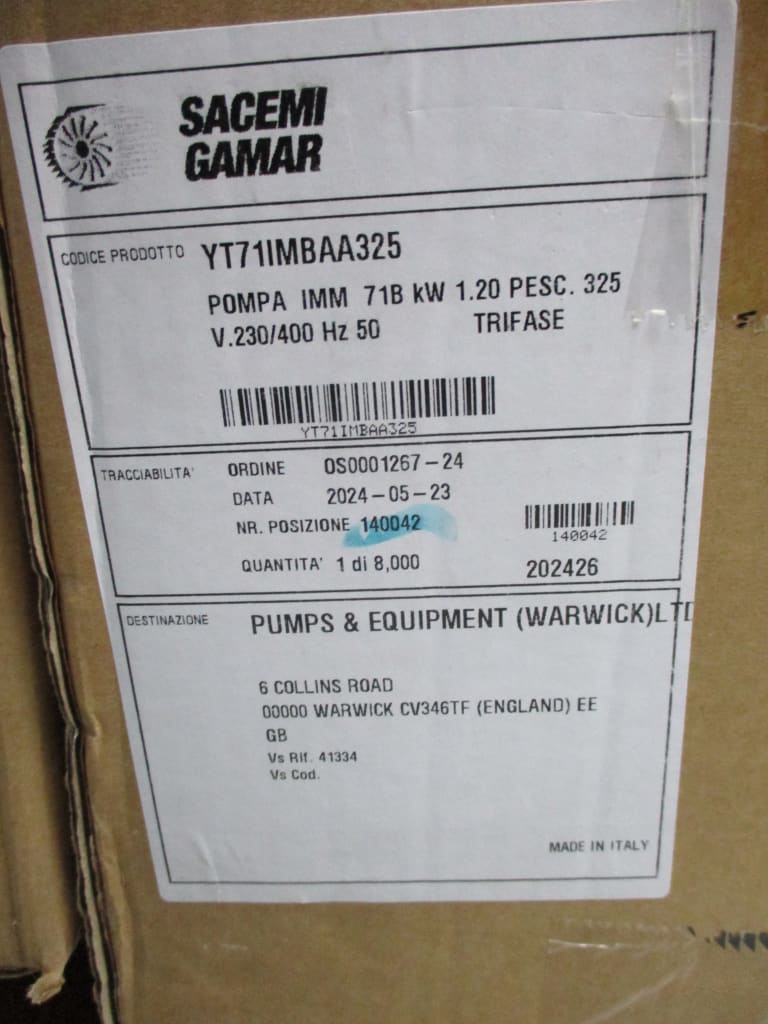 SACEMI
GAMAR
CODICE PRODOTTO YT71IMBAA325
POMPA IMM 71B kW 1.20 PESC. 325
V.230/400 Hz 50 TRIFASE
YT71IMBAA325
TRACCIABILITA' ORDINE OS0001267-24
DATA 2024-05-23
NR. POSIZIONE 140042
140042
QUANTITA' 1 di 8,000 202426
DESTINAZIONE PUMPS & EQUIPMENT (WARWICK)LTD
6 COLLINS ROAD
00000 WARWICK CV346TF (ENGLAND) EE
GB
Vs Rif. 41334
Vs Cod.
MADE IN ITALY